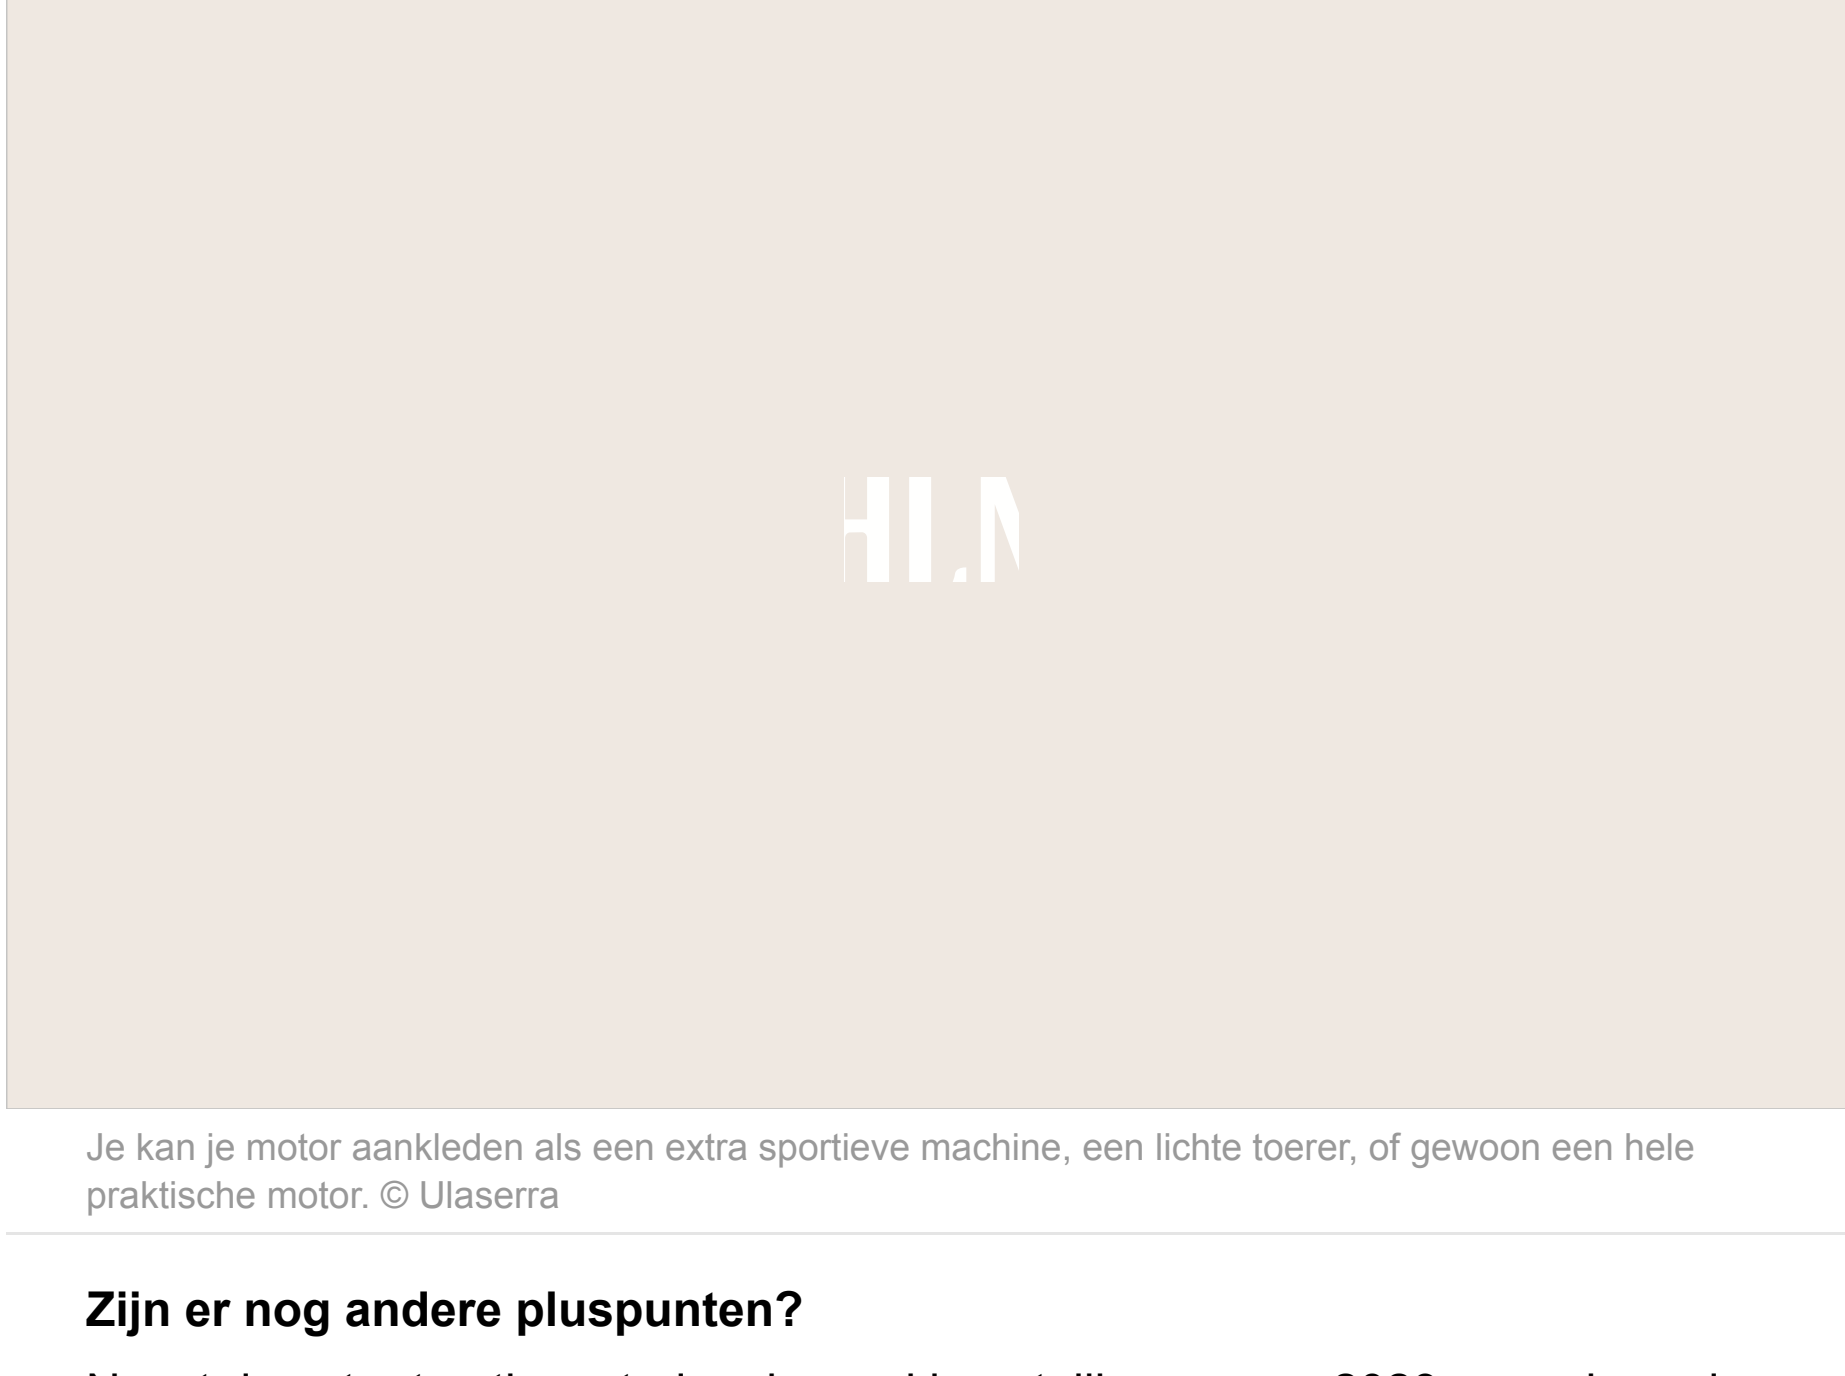 HI.N
Je kan je motor aankleden als een extra sportieve machine, een lichte toerer, of gewoon een hele
praktische motor. © Ulaserra
Zijn er nog andere pluspunten?